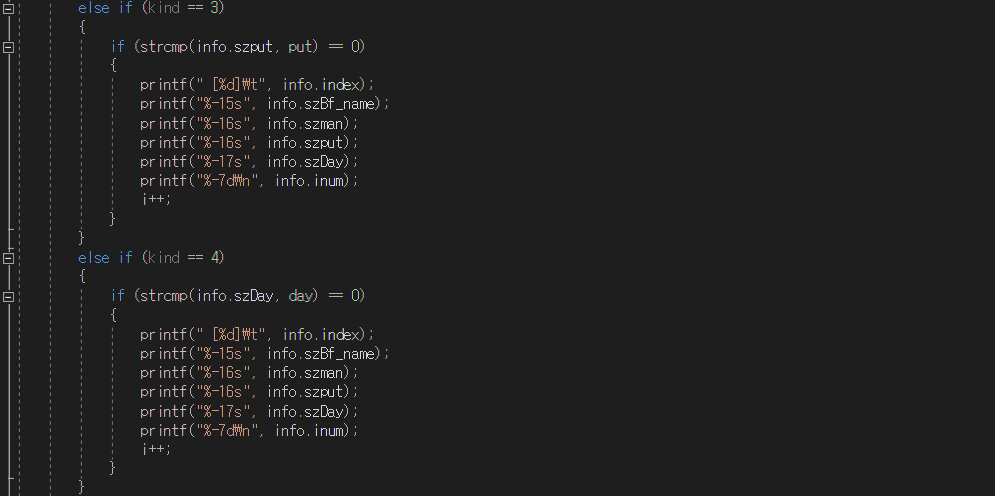 else if (kind == 3)
{
if (strcmp(info.szput, put) == 0)
{
printf(" [%d]₩t", info.index);
printf("%-15s", info.szBf_name);
printf("%-16s", info.szman);
printf("%-16s", info.szput);
printf("%-17s", info.szDay);
printf("%-7d₩n", info.inum);
i++;
}
}
else if (kind == 4)
{
if (strcmp(info.szDay, day) == 0)
{
printf(" [%d]₩t", info.index);
printf("%-15s", info.szBf_name);
printf("%-16s", info.szman);
printf("%-16s", info.szput);
printf("%-17s", info.szDay);
printf("%-7d₩n", info.inum);
i++;
}
}